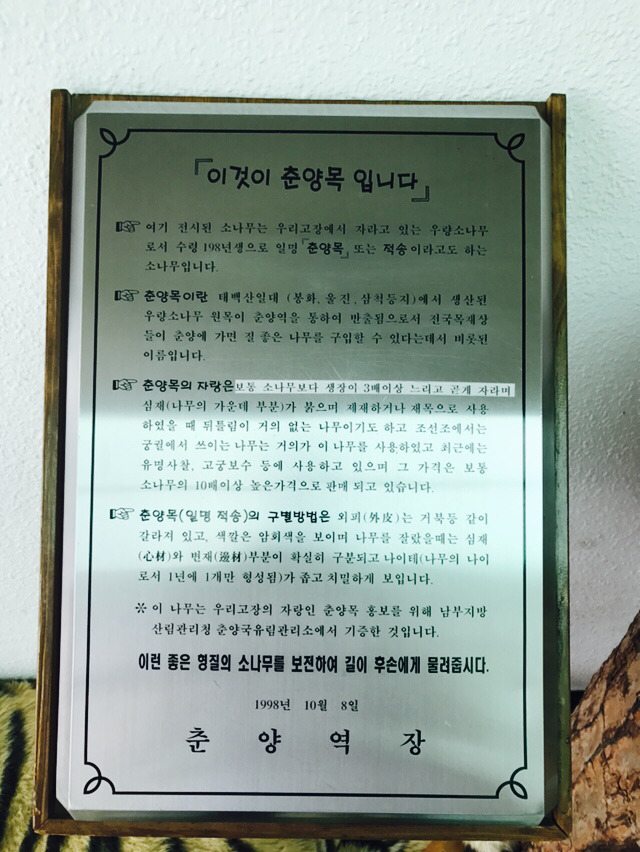 『이것이 춘양목 입니다』
☞ 여기 전시된 소나무는 우리고장에서 자라고 있는 우량소나무
로서 수령 198년생으로 일명 「춘양목」 또는 적송이라고도 하는
소나무입니다.
☞ 춘양목이란 태백산일대 (봉화, 울진, 삼척등지)에서 생산된
우량소나무 원목이 춘양역을 통하여 반출됨으로서 전국목재상
들이 춘양에 가면 질 좋은 나무를 구입할 수 있다는데서 비롯된
이름입니다.
☞ 춘양목의 자랑은 보통 소나무보다 생장이 3배이상 느리고 곧게 자라며
심재(나무의 가운데 부분)가 붉으며 제재하거나 재목으로 사용
하였을 때 뒤틀림이 거의 없는 나무이기도 하고 조선조에서는
궁궐에서 쓰이는 나무는 거의가 이 나무를 사용하였고 최근에는
유명사찰, 고궁보수 등에 사용하고 있으며 그 가격은 보통
소나무의 10배이상 높은가격으로 판매 되고 있습니다.
☞ 춘양목(일명 적송)의 구별방법은 외피(外皮)는 거북등 같이
갈라져 있고, 색깔은 암회색을 보이며 나무를 잘랐을때는 심재
(心材)와 변재(邊材)부분이 확실히 구분되고 나이테(나무의 나이
로서 1년에 1개만 형성됨)가 좁고 치밀하게 보입니다.
※ 이 나무는 우리고장의 자랑인 춘양목 홍보를 위해 남부지방
산림관리청 춘양국유림관리소에서 기증한 것입니다.
이런 좋은 형질의 소나무를 보전하여 길이 후손에게 물려줍시다.
1998년 10월 8일
춘 양 역 장